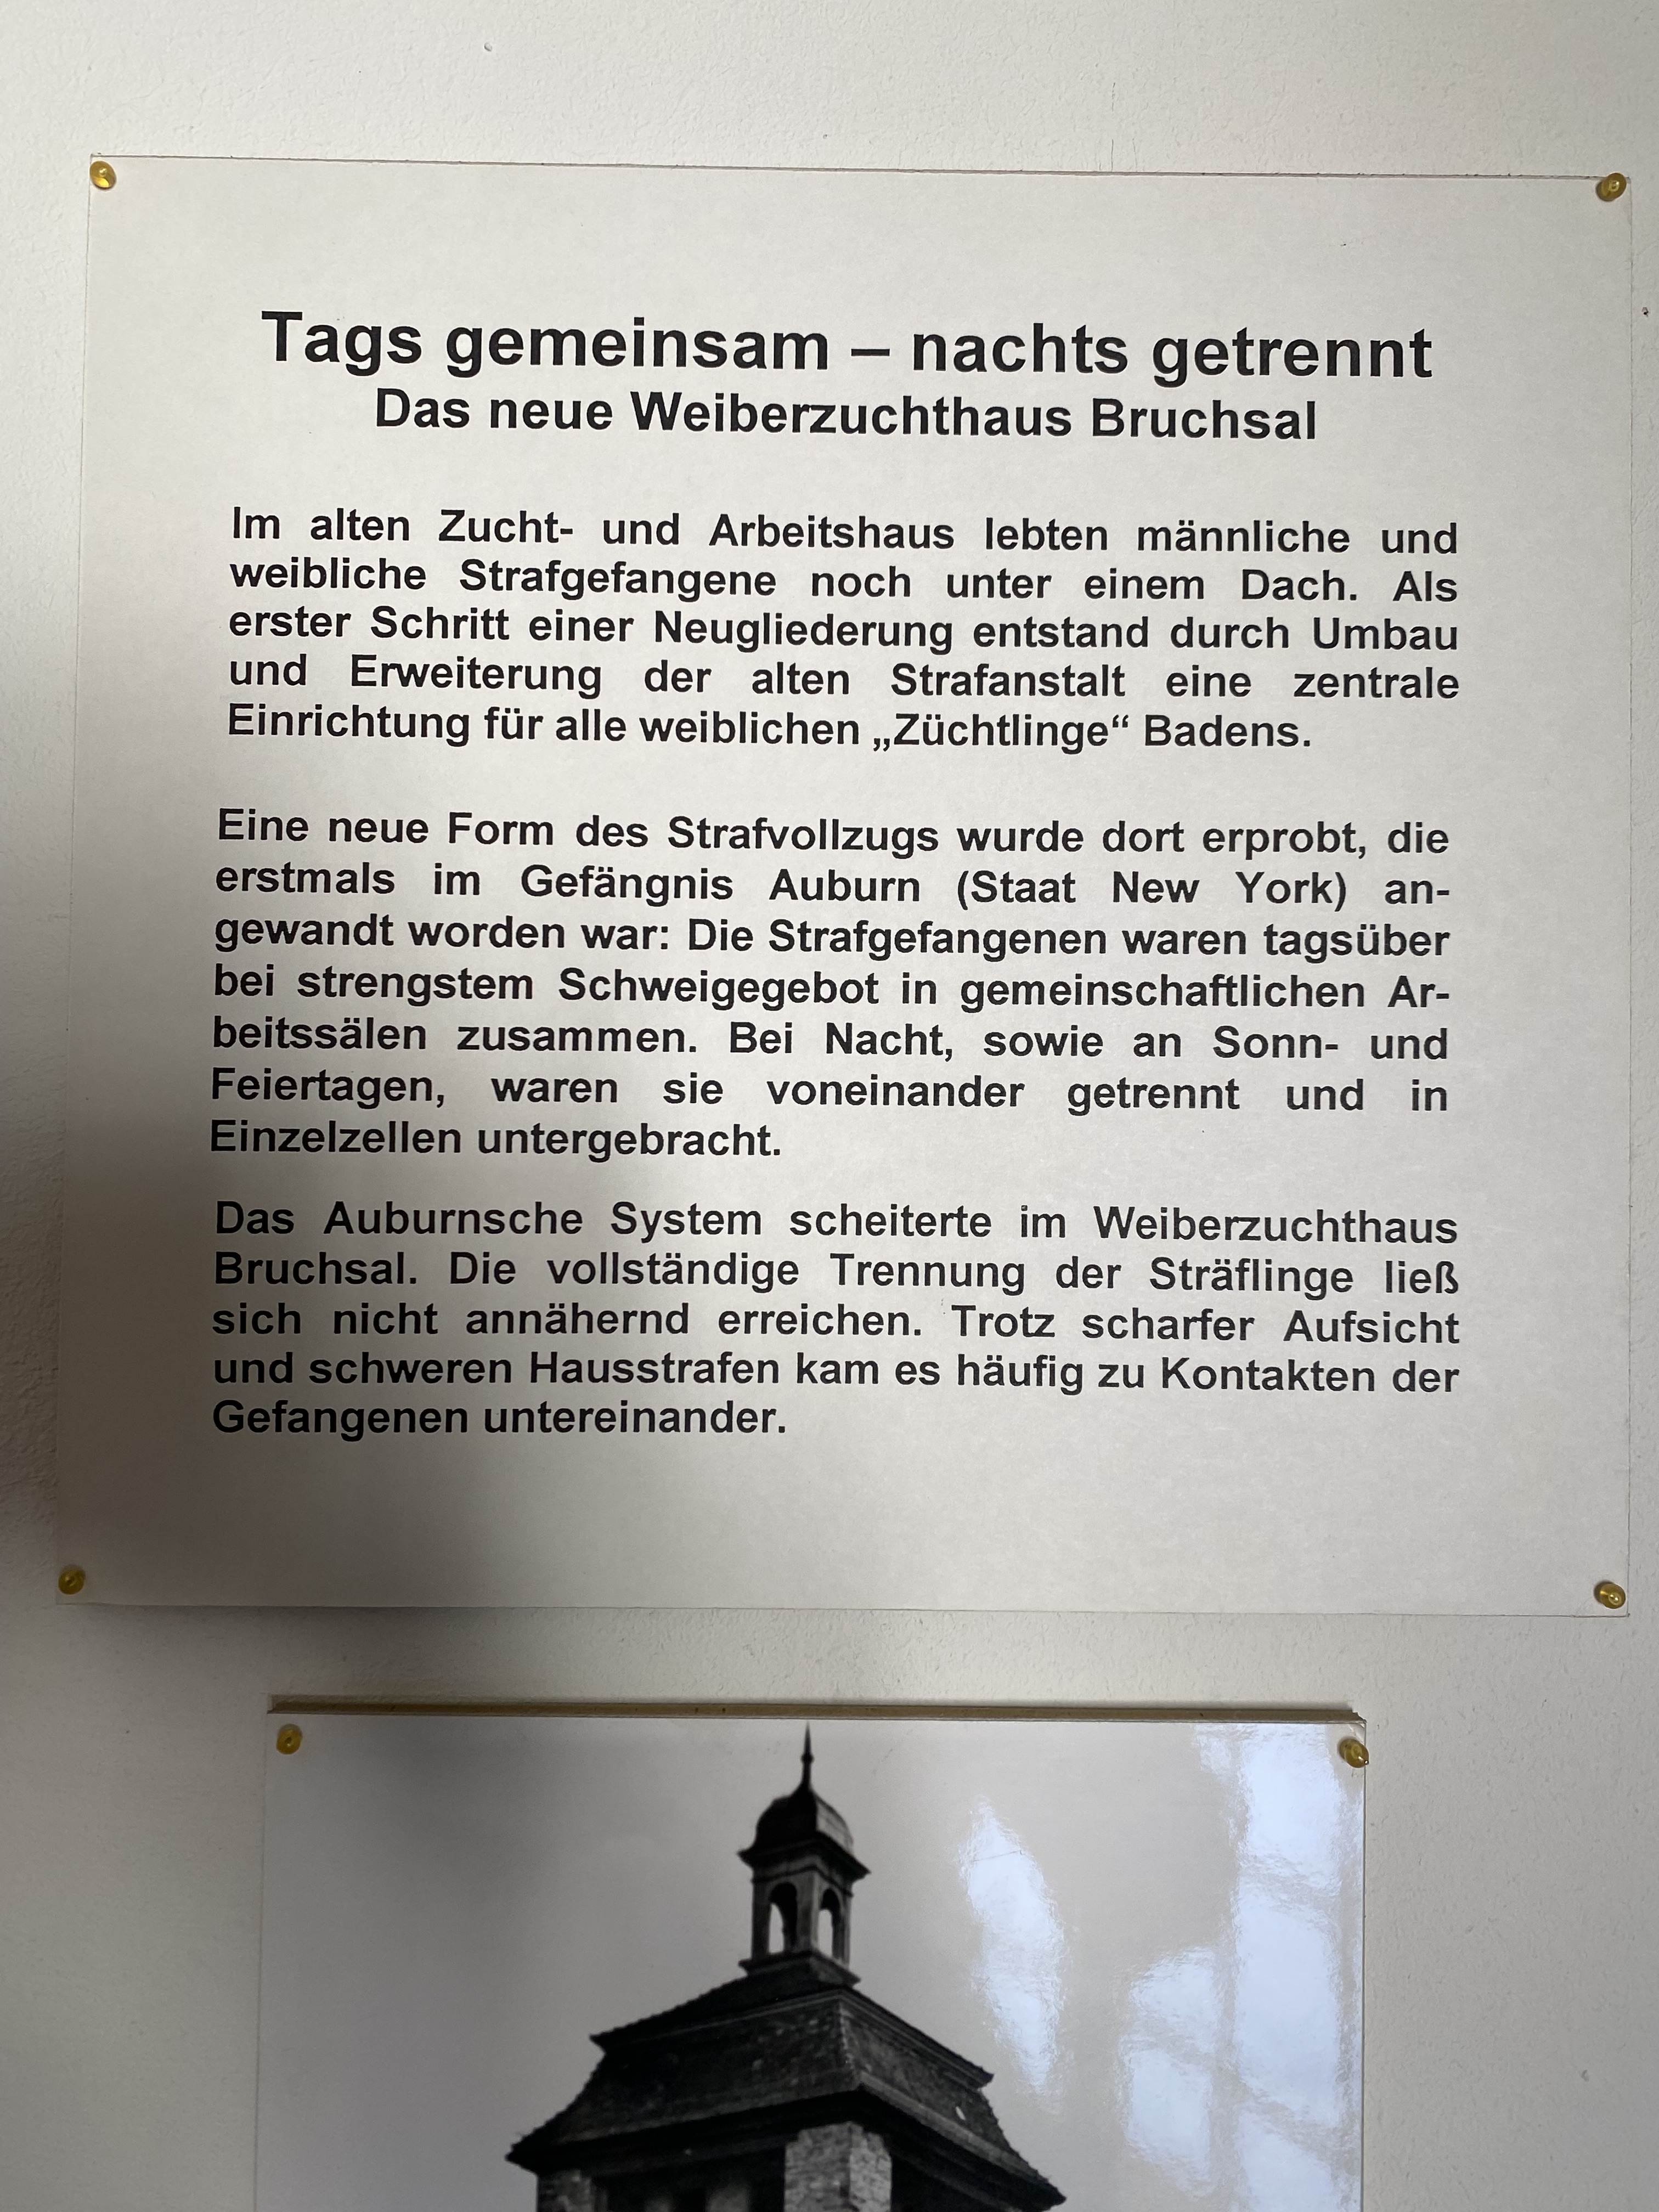 Tags gemeinsam – nachts getrennt
Das neue Weiberzuchthaus Bruchsal
Im alten Zucht- und Arbeitshaus lebten männliche und
weibliche Strafgefangene noch unter einem Dach. Als
erster Schritt einer Neugliederung entstand durch Umbau
und Erweiterung der alten Strafanstalt eine zentrale
Einrichtung für alle weiblichen „Züchtlinge“ Badens.
Eine neue Form des Strafvollzugs wurde dort erprobt, die
erstmals im Gefängnis Auburn (Staat New York) an-
gewandt worden war: Die Strafgefangenen waren tagsüber
bei strengstem Schweigegebot in gemeinschaftlichen Ar-
beitssälen zusammen. Bei Nacht, sowie an Sonn- und
Feiertagen, waren sie voneinander getrennt und in
Einzelzellen untergebracht.
Das Auburnsche System scheiterte im Weiberzuchthaus
Bruchsal. Die vollständige Trennung der Sträflinge ließ
sich nicht annähernd erreichen. Trotz scharfer Aufsicht
und schweren Hausstrafen kam es häufig zu Kontakten der
Gefangenen untereinander.